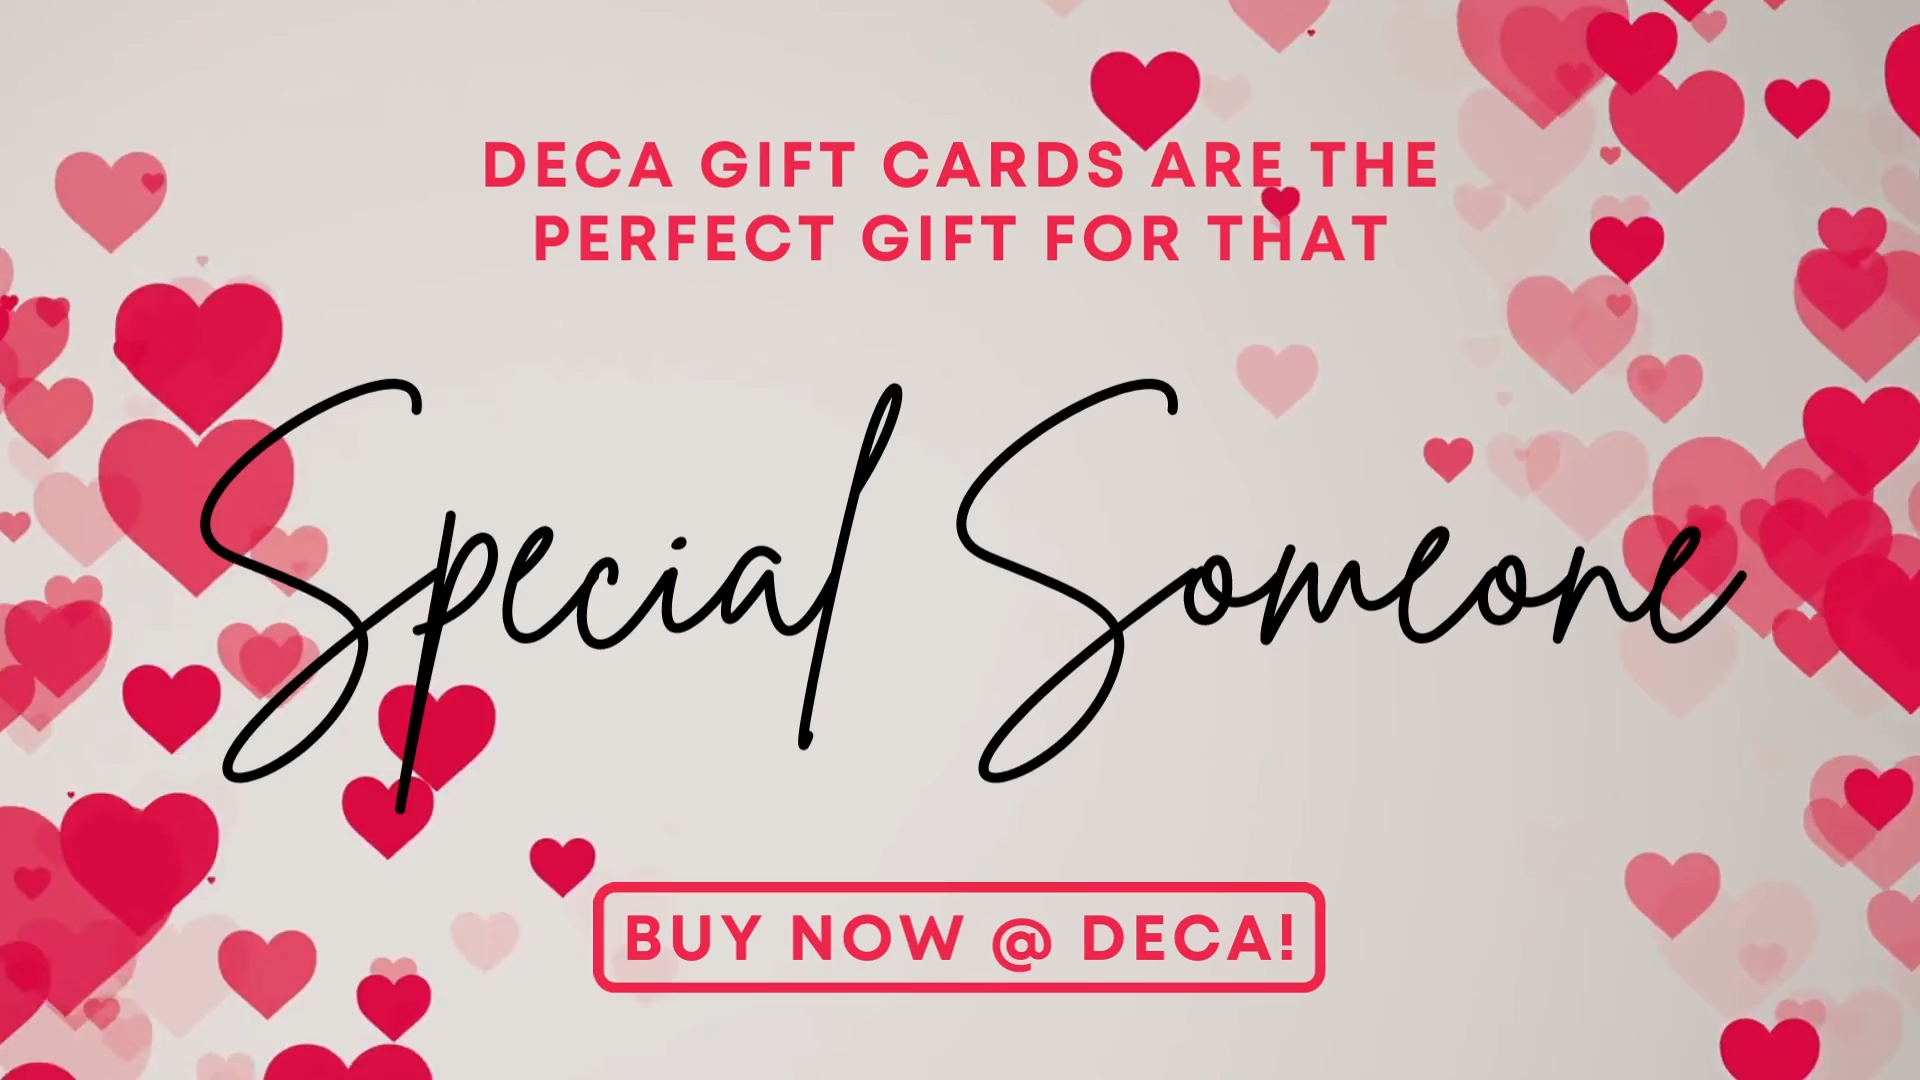 DECA GIFT CARDS ARE THE
PERFECT GIFT FOR THAT
Special Someone
BUY NOW @ DECA!